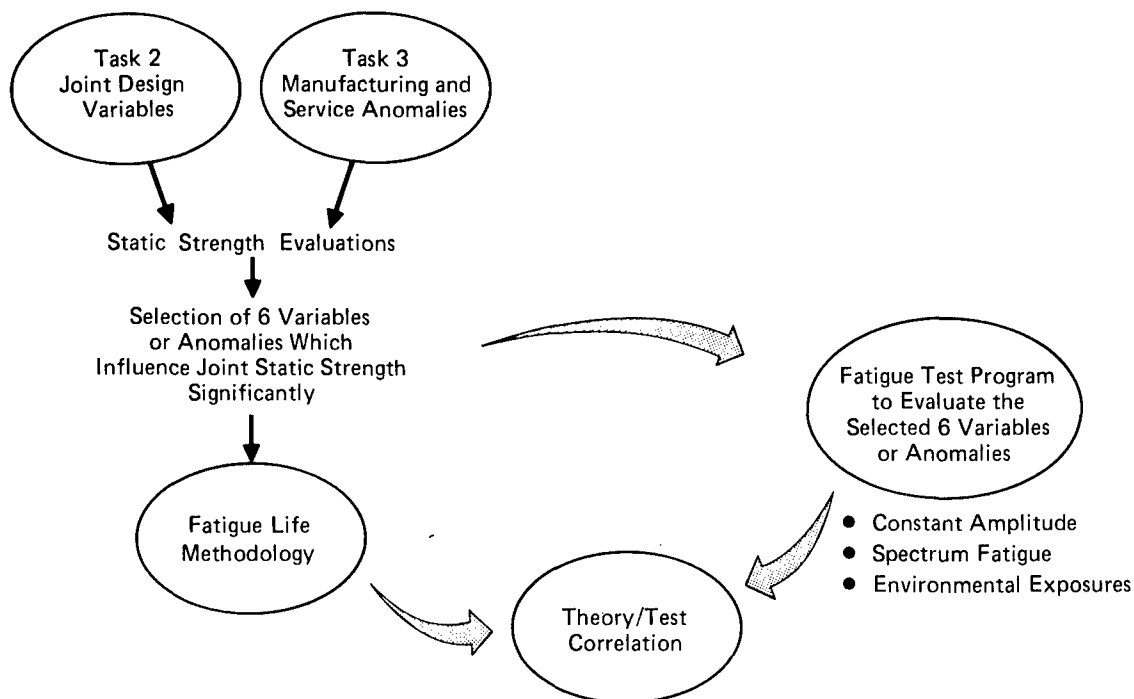 Task 2
Joint Design
Variables
Task 3
Manufacturing and
Service Anomalies
Static Strength Evaluations
Selection of 6 Variables
or Anomalies Which
Influence Joint Static Strength
Significantly
Fatigue Test Program
to Evaluate the
Selected 6 Variables
or Anomalies
Fatigue Life
Methodology
● Constant Amplitude
● Spectrum Fatigue
● Environmental Exposures
Theory/Test
Correlation